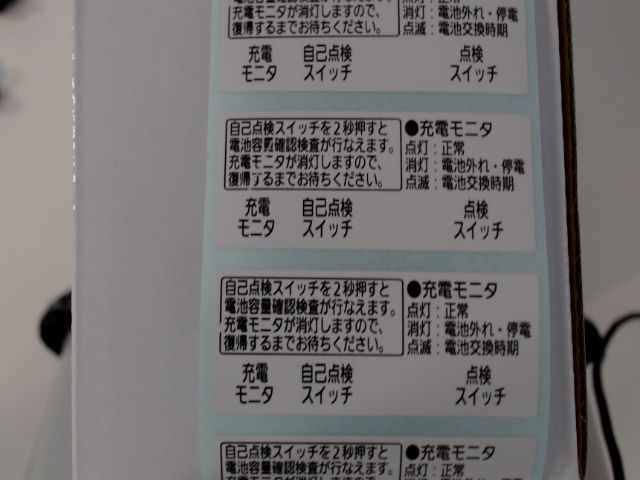 電池容量確認検査が行なえます。
充電モニタが消灯しますので、
復帰するまでお待ちください。
点灯：正常
消灯：電池外れ・停電
点滅：電池交換時期
充電
モニタ
自己点検
スイッチ
点検
スイッチ
自己点検スイッチを２秒押すと
電池容量確認検査が行なえます。
充電モニタが消灯しますので、
復帰するまでお待ちください。
●充電モニタ
点灯：正常
消灯：電池外れ・停電
点滅：電池交換時期
充電
モニタ
自己点検
スイッチ
点検
スイッチ
自己点検スイッチを２秒押すと
電池容量確認検査が行なえます。
充電モニタが消灯しますので、
復帰するまでお待ちください。
●充電モニタ
点灯：正常
消灯：電池外れ・停電
点滅：電池交換時期
充電
モニタ
自己点検
スイッチ
点検
スイッチ
自己点検スイッチを２秒押すと
電池容量確認検査が行なえます。
●充電モニタ
点灯：正常